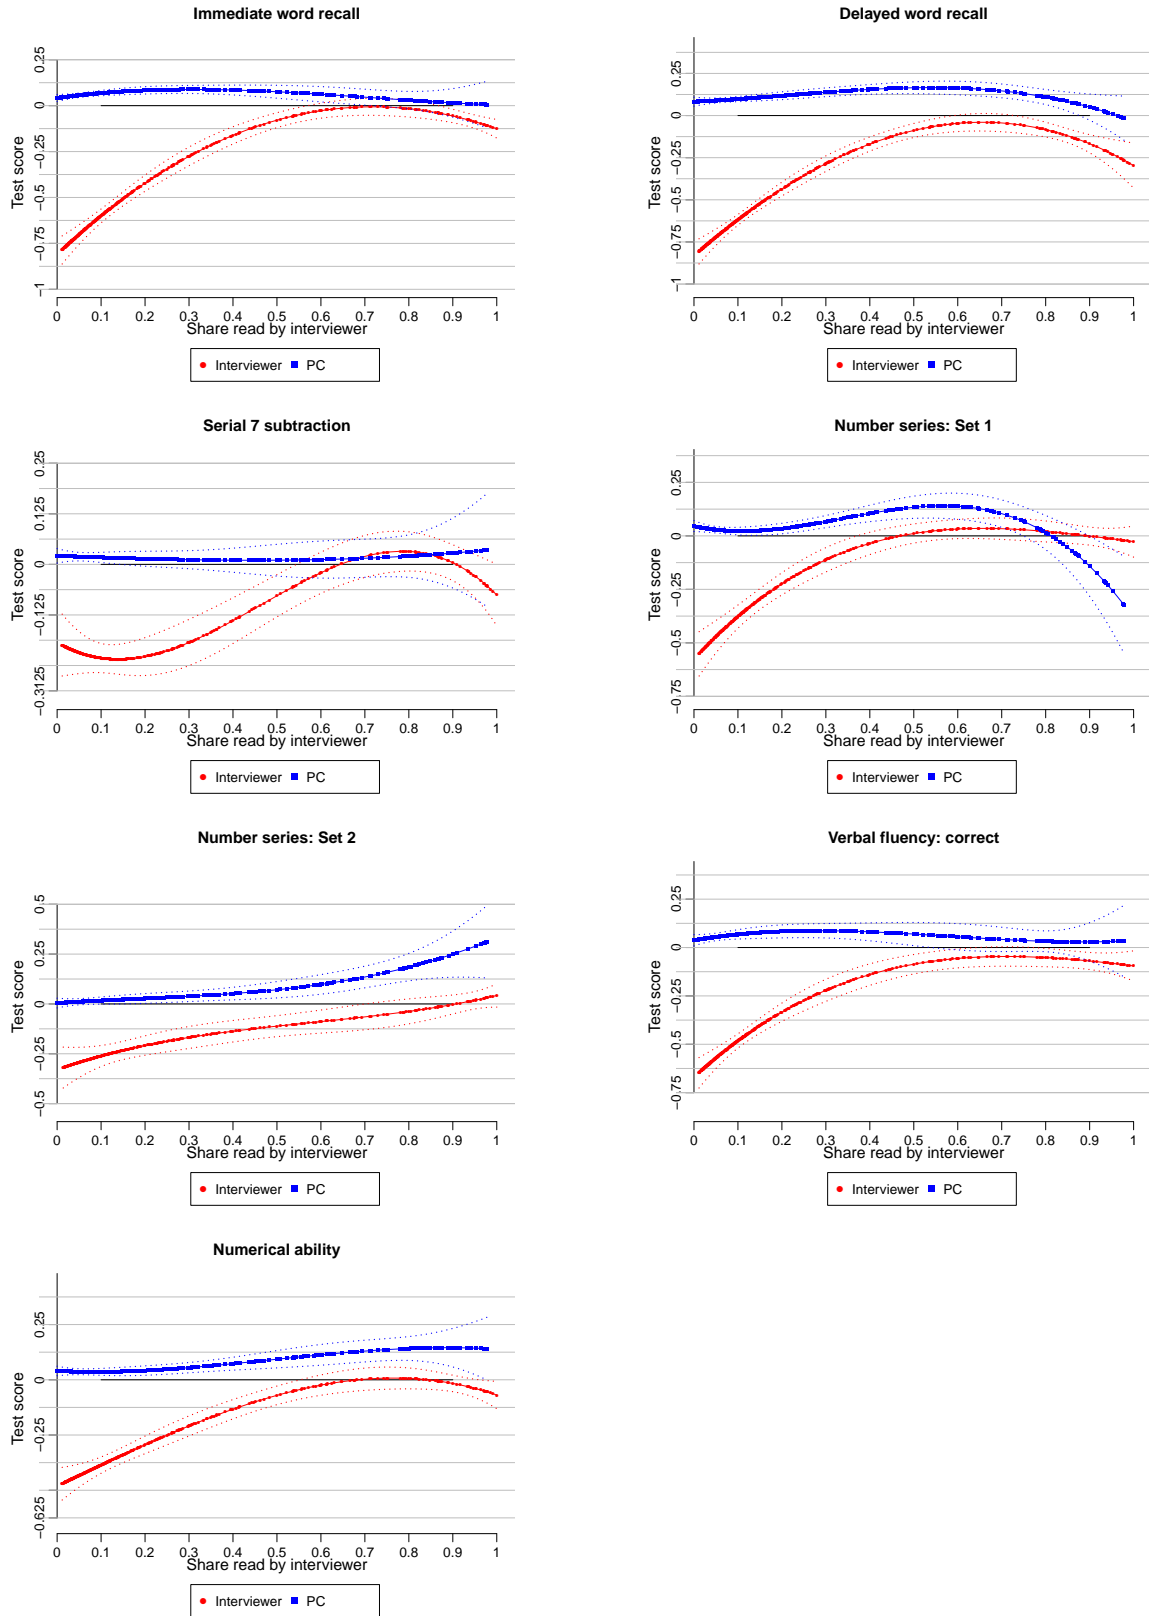 Immediate word recall
Test score
0.25
0
−0.25
−0.5
−0.75
−1
0 0.1 0.2 0.3 0.4 0.5 0.6 0.7 0.8 0.9 1
Share read by interviewer
Interviewer PC
Delayed word recall
Test score
0.25
0
−0.25
−0.5
−0.75
−1
0 0.1 0.2 0.3 0.4 0.5 0.6 0.7 0.8 0.9 1
Share read by interviewer
Interviewer PC
Serial 7 subtraction
Test score
0.25
0.125
0
−0.1125
−0.3125
0 0.1 0.2 0.3 0.4 0.5 0.6 0.7 0.8 0.9 1
Share read by interviewer
Interviewer PC
Number series: Set 1
Test score
0.25
0
−0.25
−0.5
−0.75
0 0.1 0.2 0.3 0.4 0.5 0.6 0.7 0.8 0.9 1
Share read by interviewer
Interviewer PC
Number series: Set 2
Test score
0.5
0.25
0
−0.25
−0.5
0 0.1 0.2 0.3 0.4 0.5 0.6 0.7 0.8 0.9 1
Share read by interviewer
Interviewer PC
Verbal fluency: correct
Test score
0.25
0
−0.25
−0.5
−0.75
0 0.1 0.2 0.3 0.4 0.5 0.6 0.7 0.8 0.9 1
Share read by interviewer
Interviewer PC
Numerical ability
Test score
0.25
0
−0.25
−0.625
0 0.1 0.2 0.3 0.4 0.5 0.6 0.7 0.8 0.9 1
Share read by interviewer
Interviewer PC